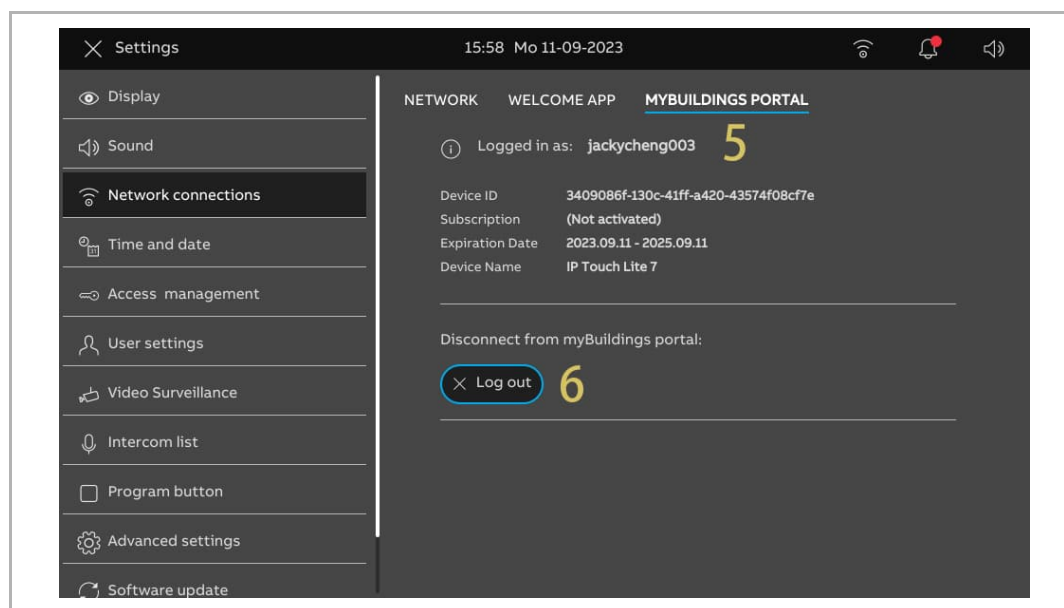 Settings
15:58 Mo 11-09-2023
Display
Sound
Network connections
31
Time and date
Access management
User settings
Video Surveillance
Intercom list
Program button
Advanced settings
Software update
NETWORK WELCOME APP MYBUILDINGS PORTAL
Logged in as: jackycheng003 5
Device ID 3409086f-130c-41ff-a420-43574f08cf7e
Subscription (Not activated)
Expiration Date 2023.09.11 - 2025.09.11
Device Name IP Touch Lite 7
Disconnect from myBuildings portal:
Log out 6